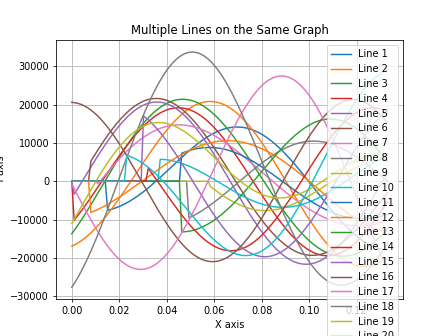 Multiple Lines on the Same Graph
30000
20000
10000
0
−10000
−20000
−30000
0.00
0.02
0.04
0.06
0.08
0.10
X axis
Line 1
Line 2
Line 3
Line 4
Line 5
Line 6
Line 7
Line 8
Line 9
Line 10
Line 11
Line 12
Line 13
Line 14
Line 15
Line 16
Line 17
Line 18
Line 19
Line 20